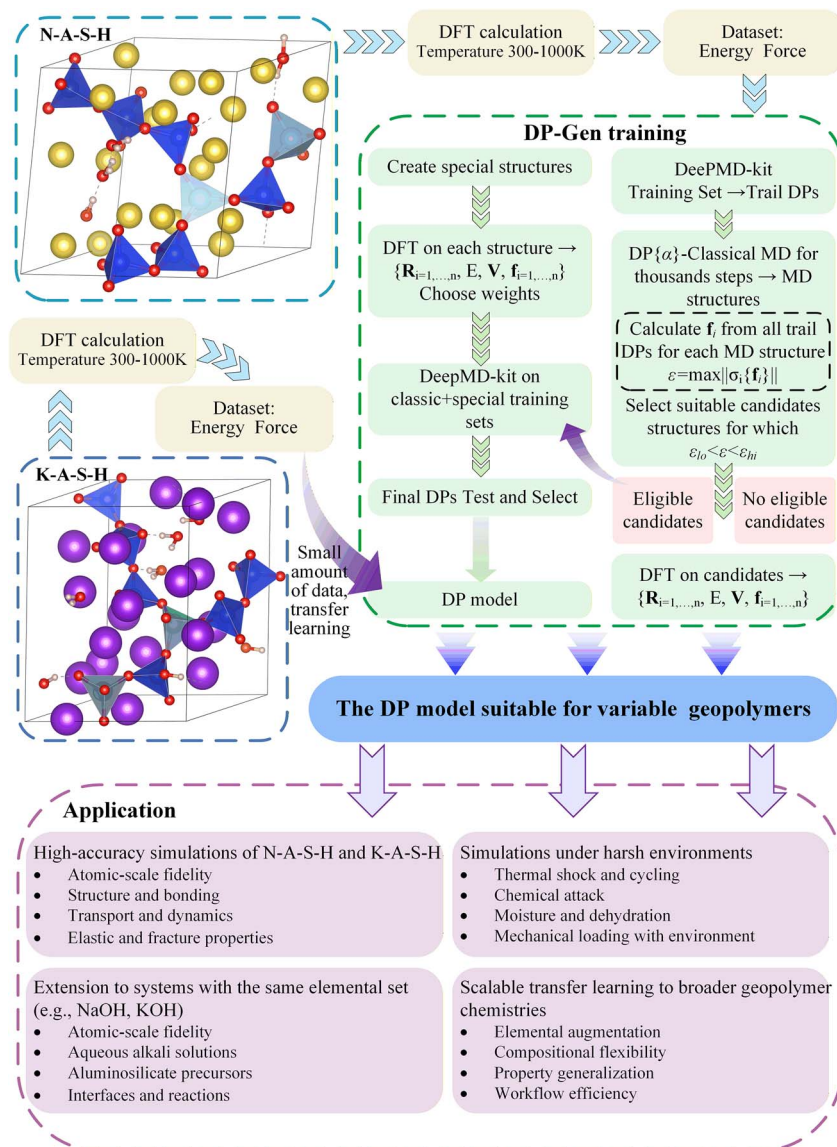 N-A-S-H
DFT calculation
Temperature 300-1000K
Dataset:
Energy Force
DP-Gen training
Create special structures
DFT on each structure →
{R_{i=1,...,n}, E, V, f_{i=1,...,n}}
Choose weights
DeepMD-kit on
classic+special training
sets
Final DPs Test and Select
DP model
DeePMD-kit
Training Set →Trail DPs
DP{α}-Classical MD for
thousands steps → MD
structures
Calculate f_i from all trail
DPs for each MD structure
ε=max||σ_i{f_i}||
Select suitable candidates
structures for which
ε_{lo}<ε<ε_{hi}
Eligible
candidates
No eligible
candidates
DFT on candidates →
{R_{i=1,...,n}, E, V, f_{i=1,...,n}}
DFT calculation
Temperature 300-1000K
Dataset:
Energy Force
K-A-S-H
Small
amount
of data,
transfer
learning
The DP model suitable for variable geopolymers
Application
High-accuracy simulations of N-A-S-H and K-A-S-H
• Atomic-scale fidelity
• Structure and bonding
• Transport and dynamics
• Elastic and fracture properties
Simulations under harsh environments
• Thermal shock and cycling
• Chemical attack
• Moisture and dehydration
• Mechanical loading with environment
Extension to systems with the same elemental set
(e.g., NaOH, KOH)
• Atomic-scale fidelity
• Aqueous alkali solutions
• Aluminosilicate precursors
• Interfaces and reactions
Scalable transfer learning to broader geopolymer
chemistries
• Elemental augmentation
• Compositional flexibility
• Property generalization
• Workflow efficiency